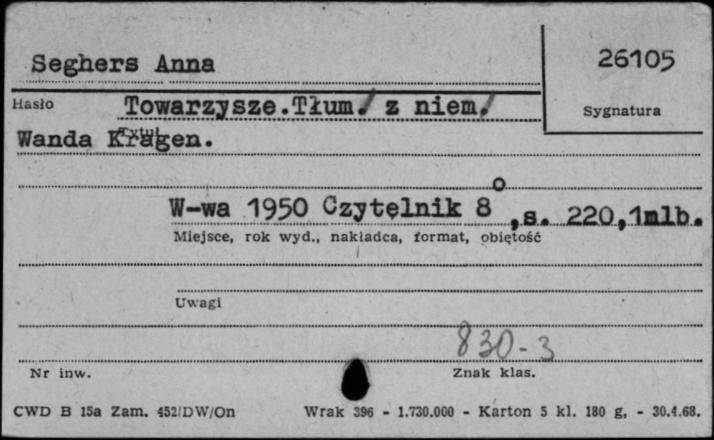 Seghers Anna
26105
Hasło
Towarzysze.Tłum./ z niem/
Sygnatura
Wanda Kragen.
Tytuł
W-wa 1950 Czytelnik 8o,s. 220,1mlb.
Miejsce, rok wyd., nakładca, format, objętość
Uwagi
830-3
Nr inw.
Znak klas.
CWD B 15a Zam. 452/DW/On
Wrak 396 - 1.730.000 - Karton 5 kl. 180 g, - 30.4.68.